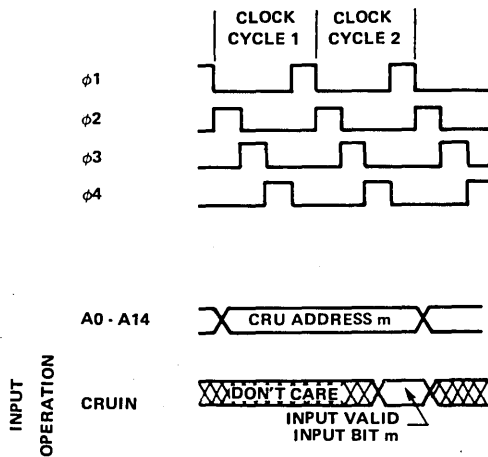 CLOCK CYCLE 1
CLOCK CYCLE 2
φ1
φ2
φ3
φ4
A0 - A14
CRU ADDRESS m
INPUT OPERATION
CRUIN
DON'T CARE
INPUT VALID
INPUT BIT m